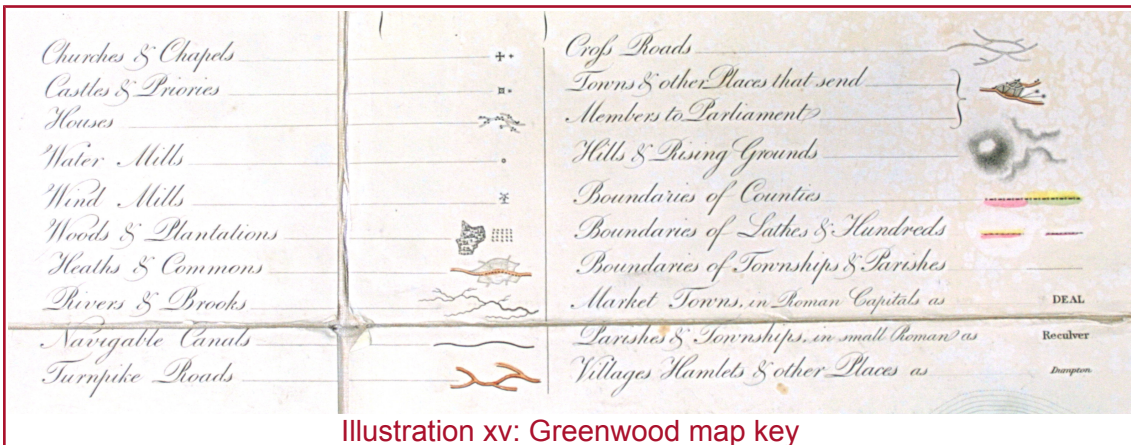 Churches & Chapels
Castles & Priories
Houses
Water Mills
Wind Mills
Woods & Plantations
Heaths & Commons
Rivers & Brooks
Navigable Canals
Turnpike Roads
Croſs Roads
Towns & other Places that send
Members to Parliament
Hills & Rising Grounds
Boundaries of Counties
Boundaries of Lathes & Hundreds
Boundaries of Townships & Parishes
Market Towns, in Roman Capitals as DEAL
Parishes & Townships, in small Roman as Reculver
Villages Hamlets & other Places as Dumpton
Illustration xv: Greenwood map key